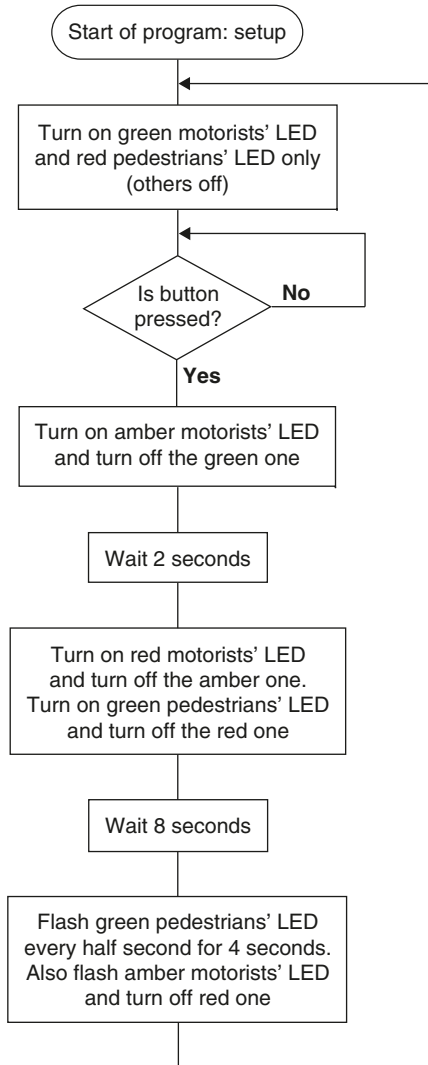 Start of program: setup
Turn on green motorists’ LED
and red pedestrians’ LED only
(others off)
Is button
pressed?
No
Yes
Turn on amber motorists’ LED
and turn off the green one
Wait 2 seconds
Turn on red motorists’ LED
and turn off the amber one.
Turn on green pedestrians’ LED
and turn off the red one
Wait 8 seconds
Flash green pedestrians’ LED
every half second for 4 seconds.
Also flash amber motorists’ LED
and turn off red one